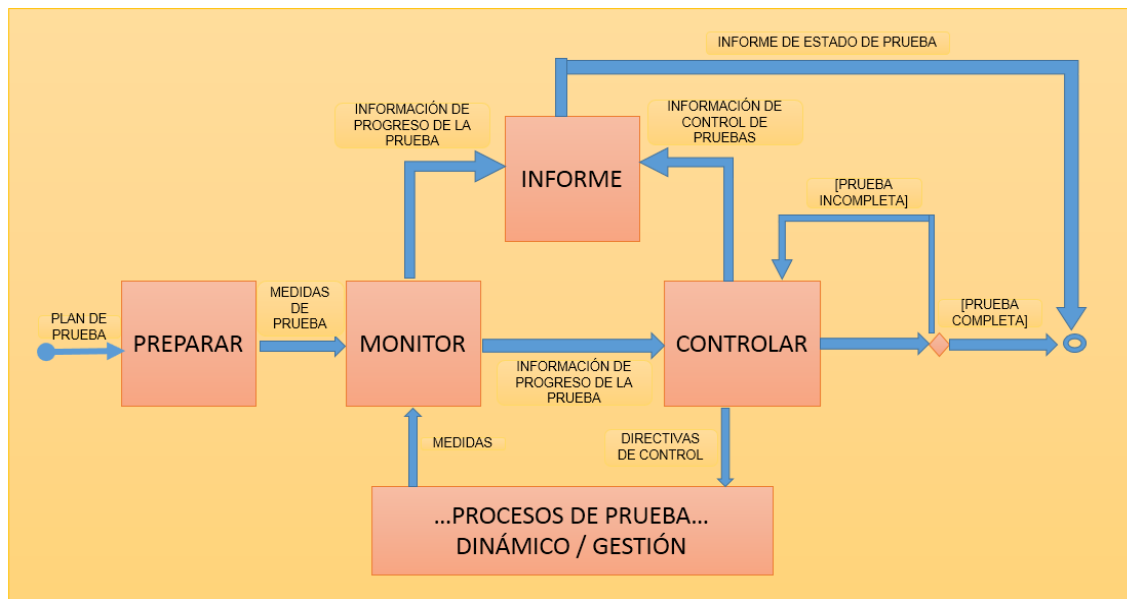 INFORME DE ESTADO DE PRUEBA
INFORMACIÓN DE
PROGRESO DE LA
PRUEBA
INFORMACIÓN DE
CONTROL DE
PRUEBAS
INFORME
[PRUEBA
INCOMPLETA]
PLAN DE
PRUEBA
PREPARAR
MEDIDAS
DE
PRUEBA
MONITOR
INFORMACIÓN DE
PROGRESO DE LA
PRUEBA
CONTROLAR
[PRUEBA
COMPLETA]
MEDIDAS
DIRECTIVAS
DE CONTROL
...PROCESOS DE PRUEBA...
DINÁMICO / GESTIÓN